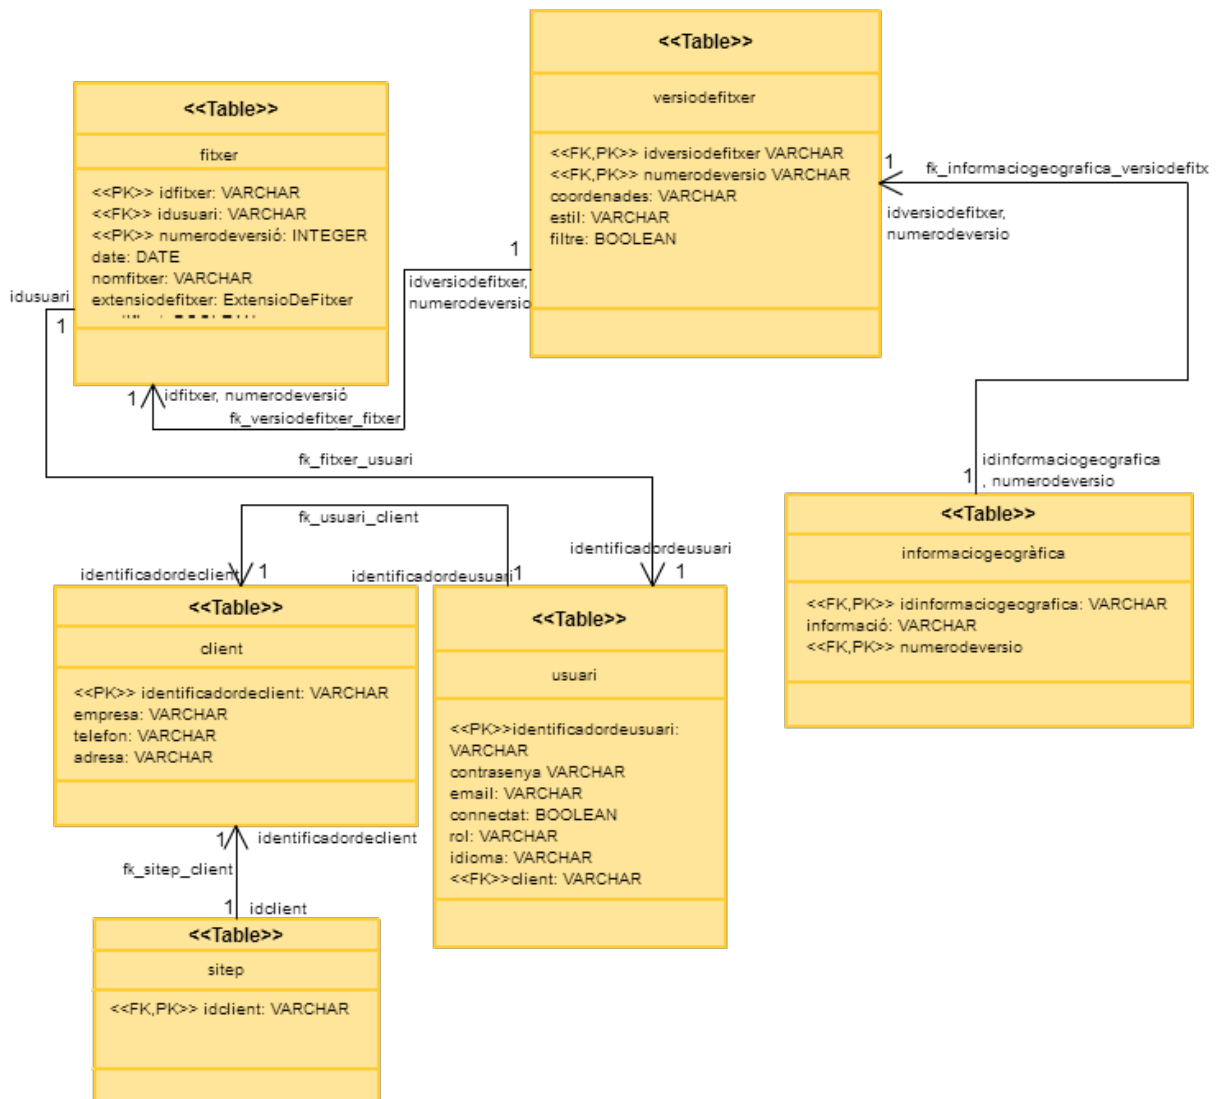 <<Table>>
versiodefitxer
<<FK,PK>> idversiodefitxer VARCHAR
<<FK,PK>> numerodeversio VARCHAR
coordenades: VARCHAR
estil: VARCHAR
filtre: BOOLEAN
<<Table>>
fitxer
<<PK>> idfitxer: VARCHAR
<<FK>> idusuari: VARCHAR
<<PK>> numerodeversió: INTEGER
date: DATE
nomfitxer: VARCHAR
extensiodefitxer: ExtensioDeFitxer
1
fk_informaciogeografica_versiodefitx
idversiodefitxer,
numerodeversio
1
idversiodefitxer,
numerodeversio
idusuari
1
1
idfitxer, numerodeversió
fk_versiodefitxer_fitxer
fk_fitxer_usuari
idinformaciogeografica
, numerodeversio
1
<<Table>>
informaciogeogràfica
<<FK,PK>> idinformaciogeografica: VARCHAR
informació: VARCHAR
<<FK,PK>> numerodeversio
fk_usuari_client
identificadordeusuari
1
identificadordeclient
1
identificadordeusuari
1
<<Table>>
client
<<PK>> identificadordeclient: VARCHAR
empresa: VARCHAR
telefon: VARCHAR
adresa: VARCHAR
<<Table>>
usuari
<<PK>>identificadordeusuari:
VARCHAR
contrasenya VARCHAR
email: VARCHAR
connectat: BOOLEAN
rol: VARCHAR
idioma: VARCHAR
<<FK>>client: VARCHAR
1
identificadordeclient
fk_sitep_client
1
idclient
<<Table>>
sitep
<<FK,PK>> idclient: VARCHAR